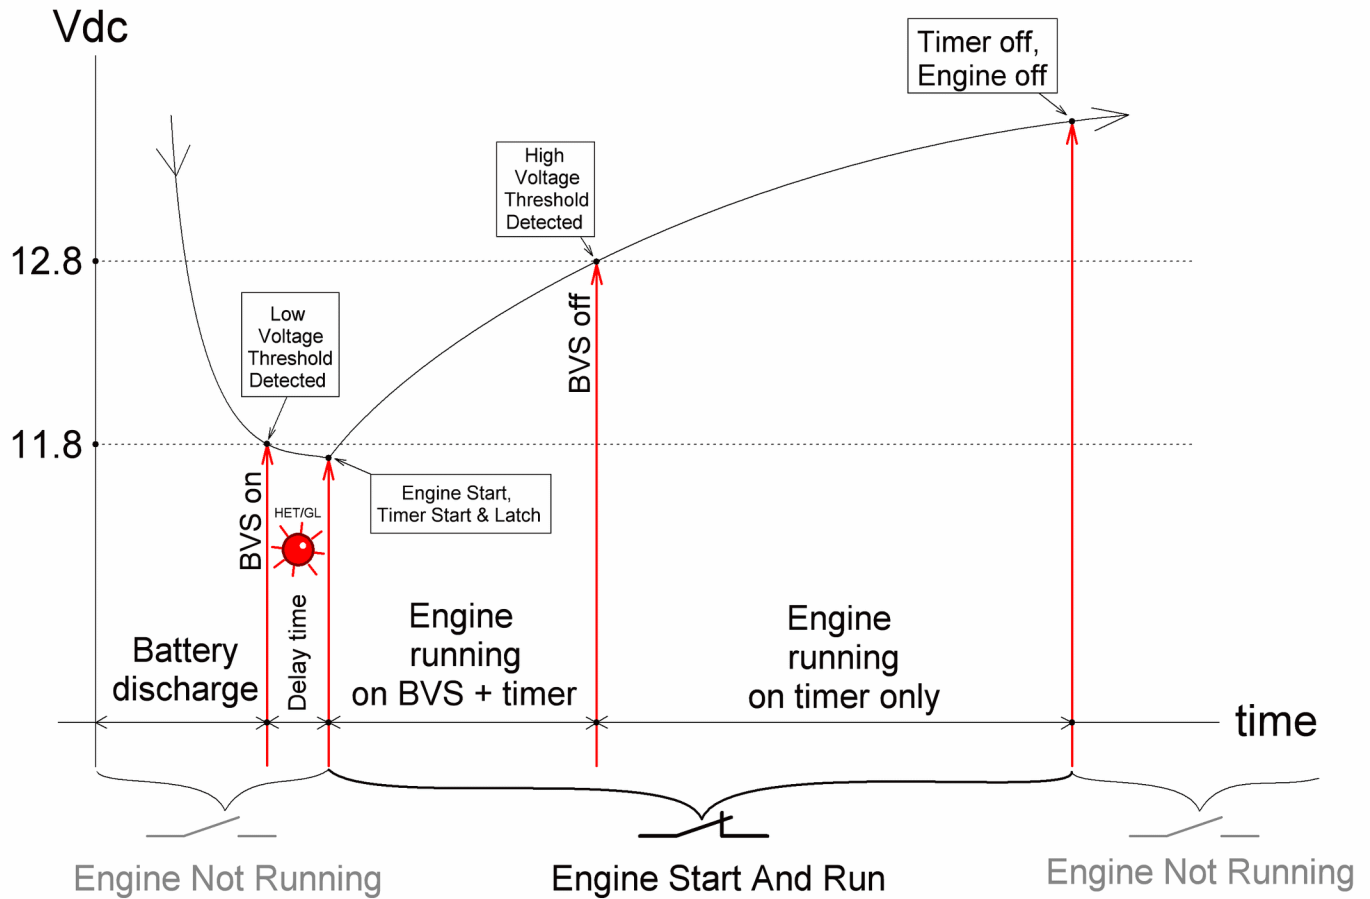 Vdc
Timer off,
Engine off
High
Voltage
Threshold
Detected
12.8
BVS off
Low
Voltage
Threshold
Detected
11.8
BVS on
HET/GL
Engine Start,
Timer Start & Latch
Battery
discharge
Delay time
Engine
running
on BVS + timer
Engine
running
on timer only
time
Engine Not Running
Engine Start And Run
Engine Not Running